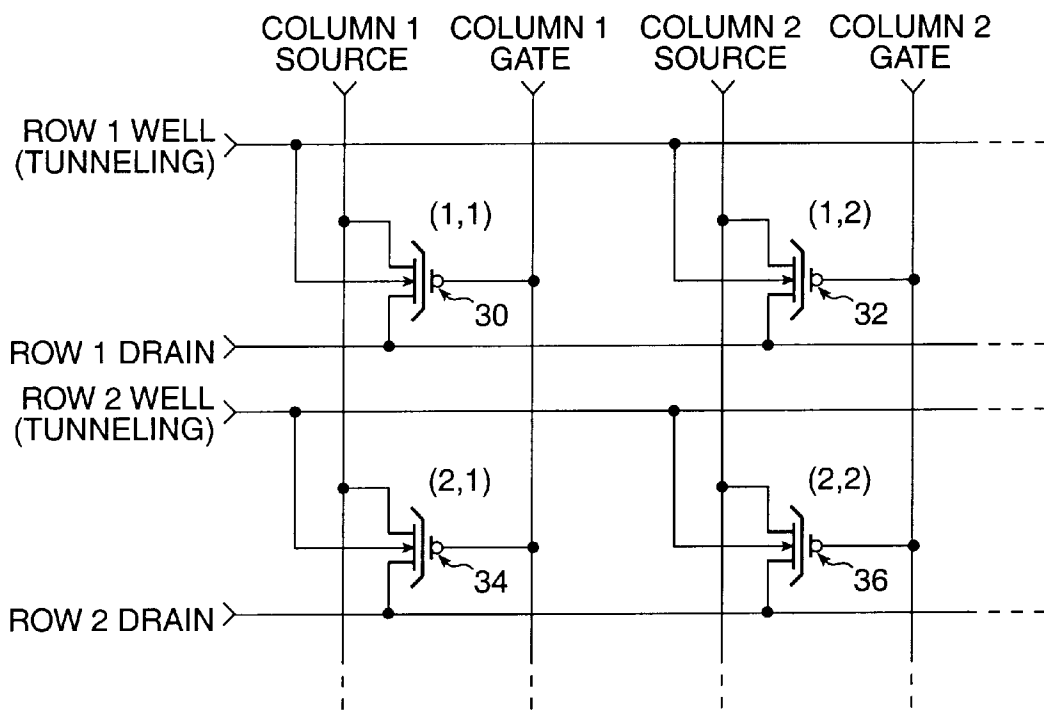 COLUMN 1
SOURCE
COLUMN 1
GATE
COLUMN 2
SOURCE
COLUMN 2
GATE
ROW 1 WELL
(TUNNELING)
(1,1)
(1,2)
30
32
ROW 1 DRAIN
ROW 2 WELL
(TUNNELING)
(2,1)
(2,2)
34
36
ROW 2 DRAIN